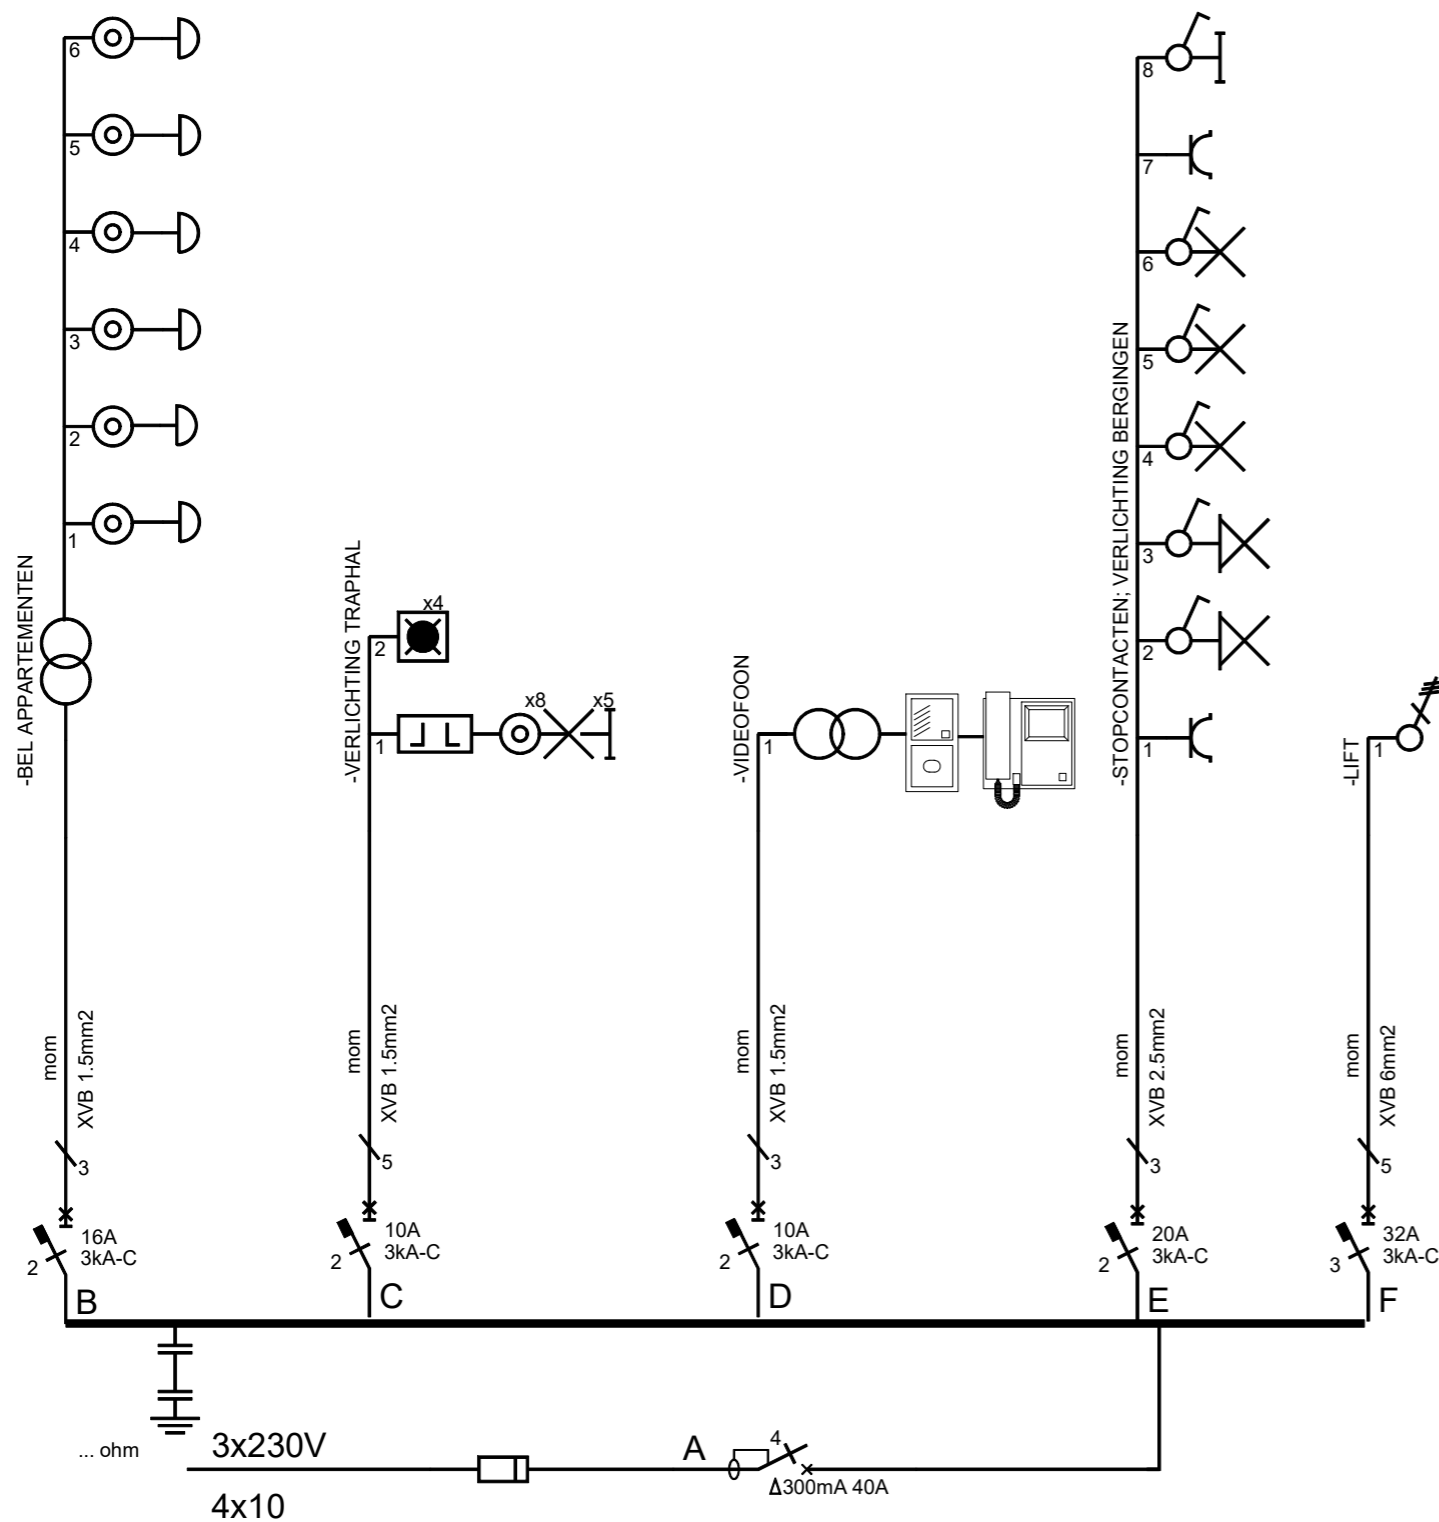 6
5
4
3
2
1
-BEL APPARTEMENTEN
mom
XVB 1.5mm2
3
16A
3kA-C
2
B
-VERLICHTING TRAPHAL
x4
2
x8
x5
1
mom
XVB 1.5mm2
5
10A
3kA-C
2
C
-VIDEOFOON
1
mom
XVB 1.5mm2
3
10A
3kA-C
2
D
8
7
6
5
4
3
2
1
-STOPCONTACTEN; VERLICHTING BERGINGEN
mom
XVB 2.5mm2
3
20A
3kA-C
2
E
-LIFT
1
mom
XVB 6mm2
5
32A
3kA-C
3
F
... ohm
3x230V
4x10
A
4
Δ300mA 40A